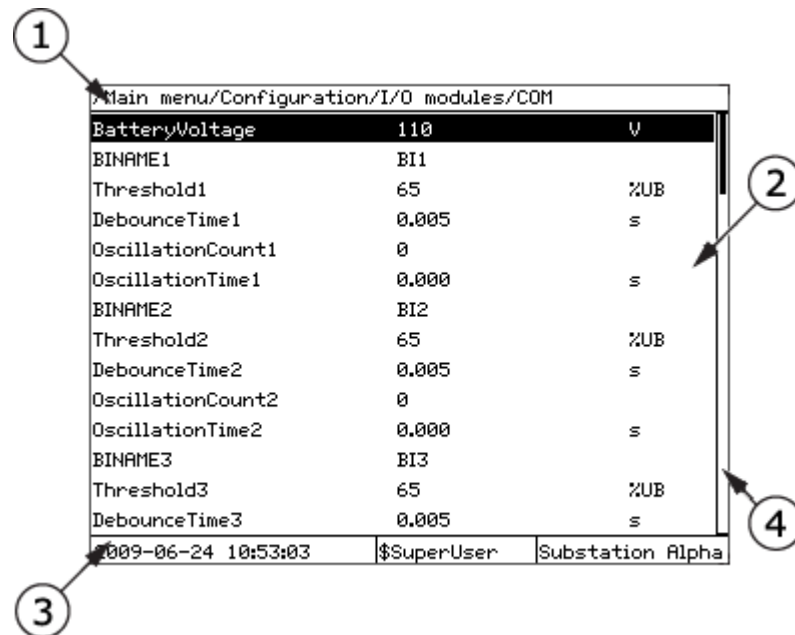 1
/Main menu/Configuration/I/O modules/COM
BatteryVoltage 110 V
BINAME1 BI1
Threshold1 65 %UB
2
DebounceTime1 0.005 s
OscillationCount1 0
OscillationTime1 0.000 s
BINAME2 BI2
Threshold2 65 %UB
DebounceTime2 0.005 s
OscillationCount2 0
OscillationTime2 0.000 s
BINAME3 BI3
Threshold3 65 %UB
DebounceTime3 0.005 s
4
2009-06-24 10:53:03 $SuperUser Substation Alpha
3